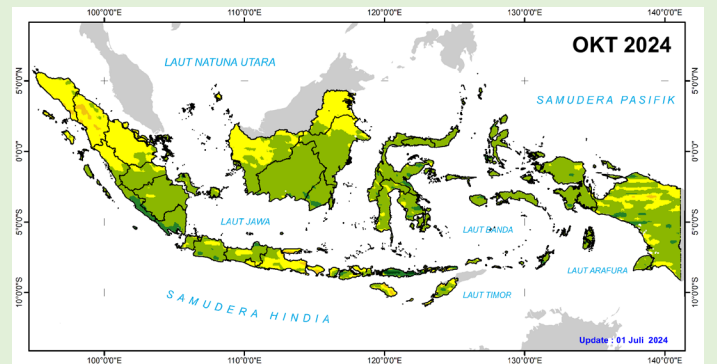 100°0'0"E 110°0'0"E 120°0'0"E 130°0'0"E 140°0'0"E
OKT 2024
LAUT NATUNA UTARA
5°0'0"N 5°0'0"N
SAMUDERA PASIFIK
0°0'0" 0°0'0"
5°0'0"S 5°0'0"S
LAUT JAWA
LAUT BANDA
LAUT ARAFURA
10°0'0"S 10°0'0"S
SAMUDERA HINDIA
LAUT TIMOR
Update : 01 Juli 2024
100°0'0"E 110°0'0"E 120°0'0"E 130°0'0"E 140°0'0"E